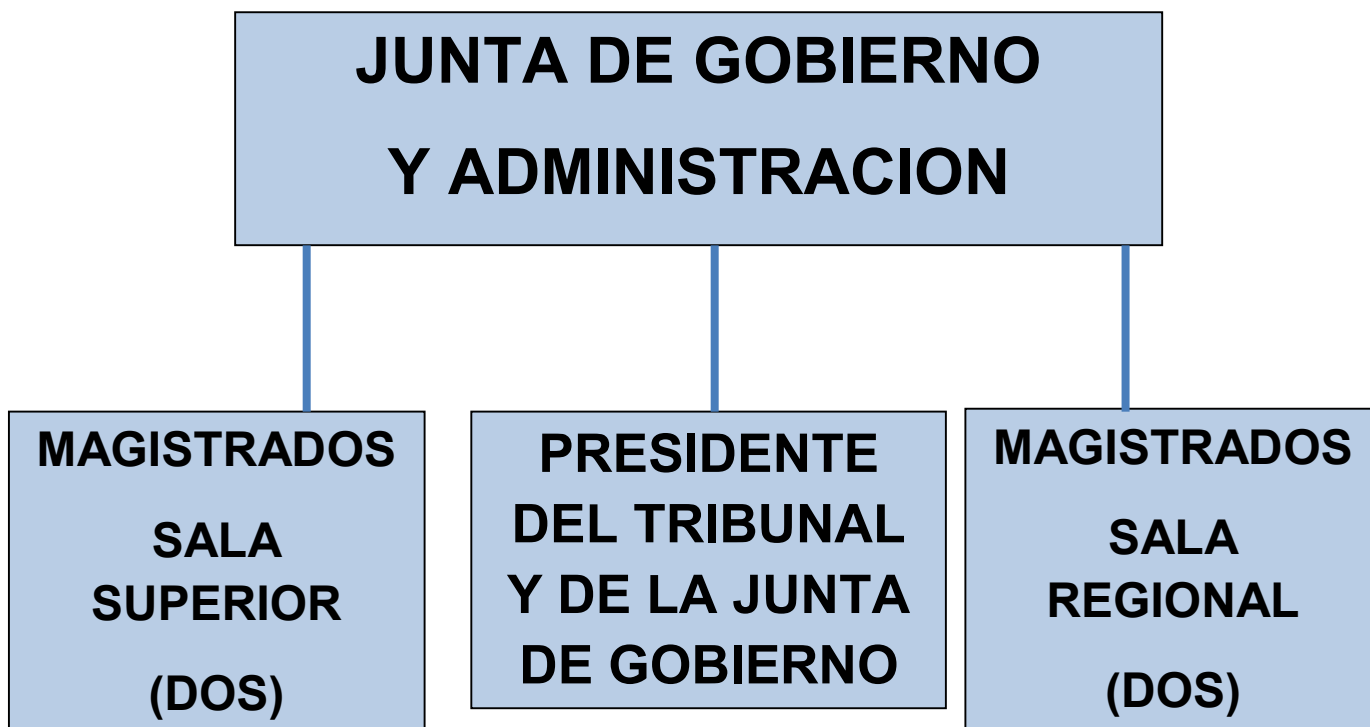 JUNTA DE GOBIERNO
Y ADMINISTRACION
MAGISTRADOS
SALA
SUPERIOR
(DOS)
PRESIDENTE
DEL TRIBUNAL
Y DE LA JUNTA
DE GOBIERNO
MAGISTRADOS
SALA
REGIONAL
(DOS)